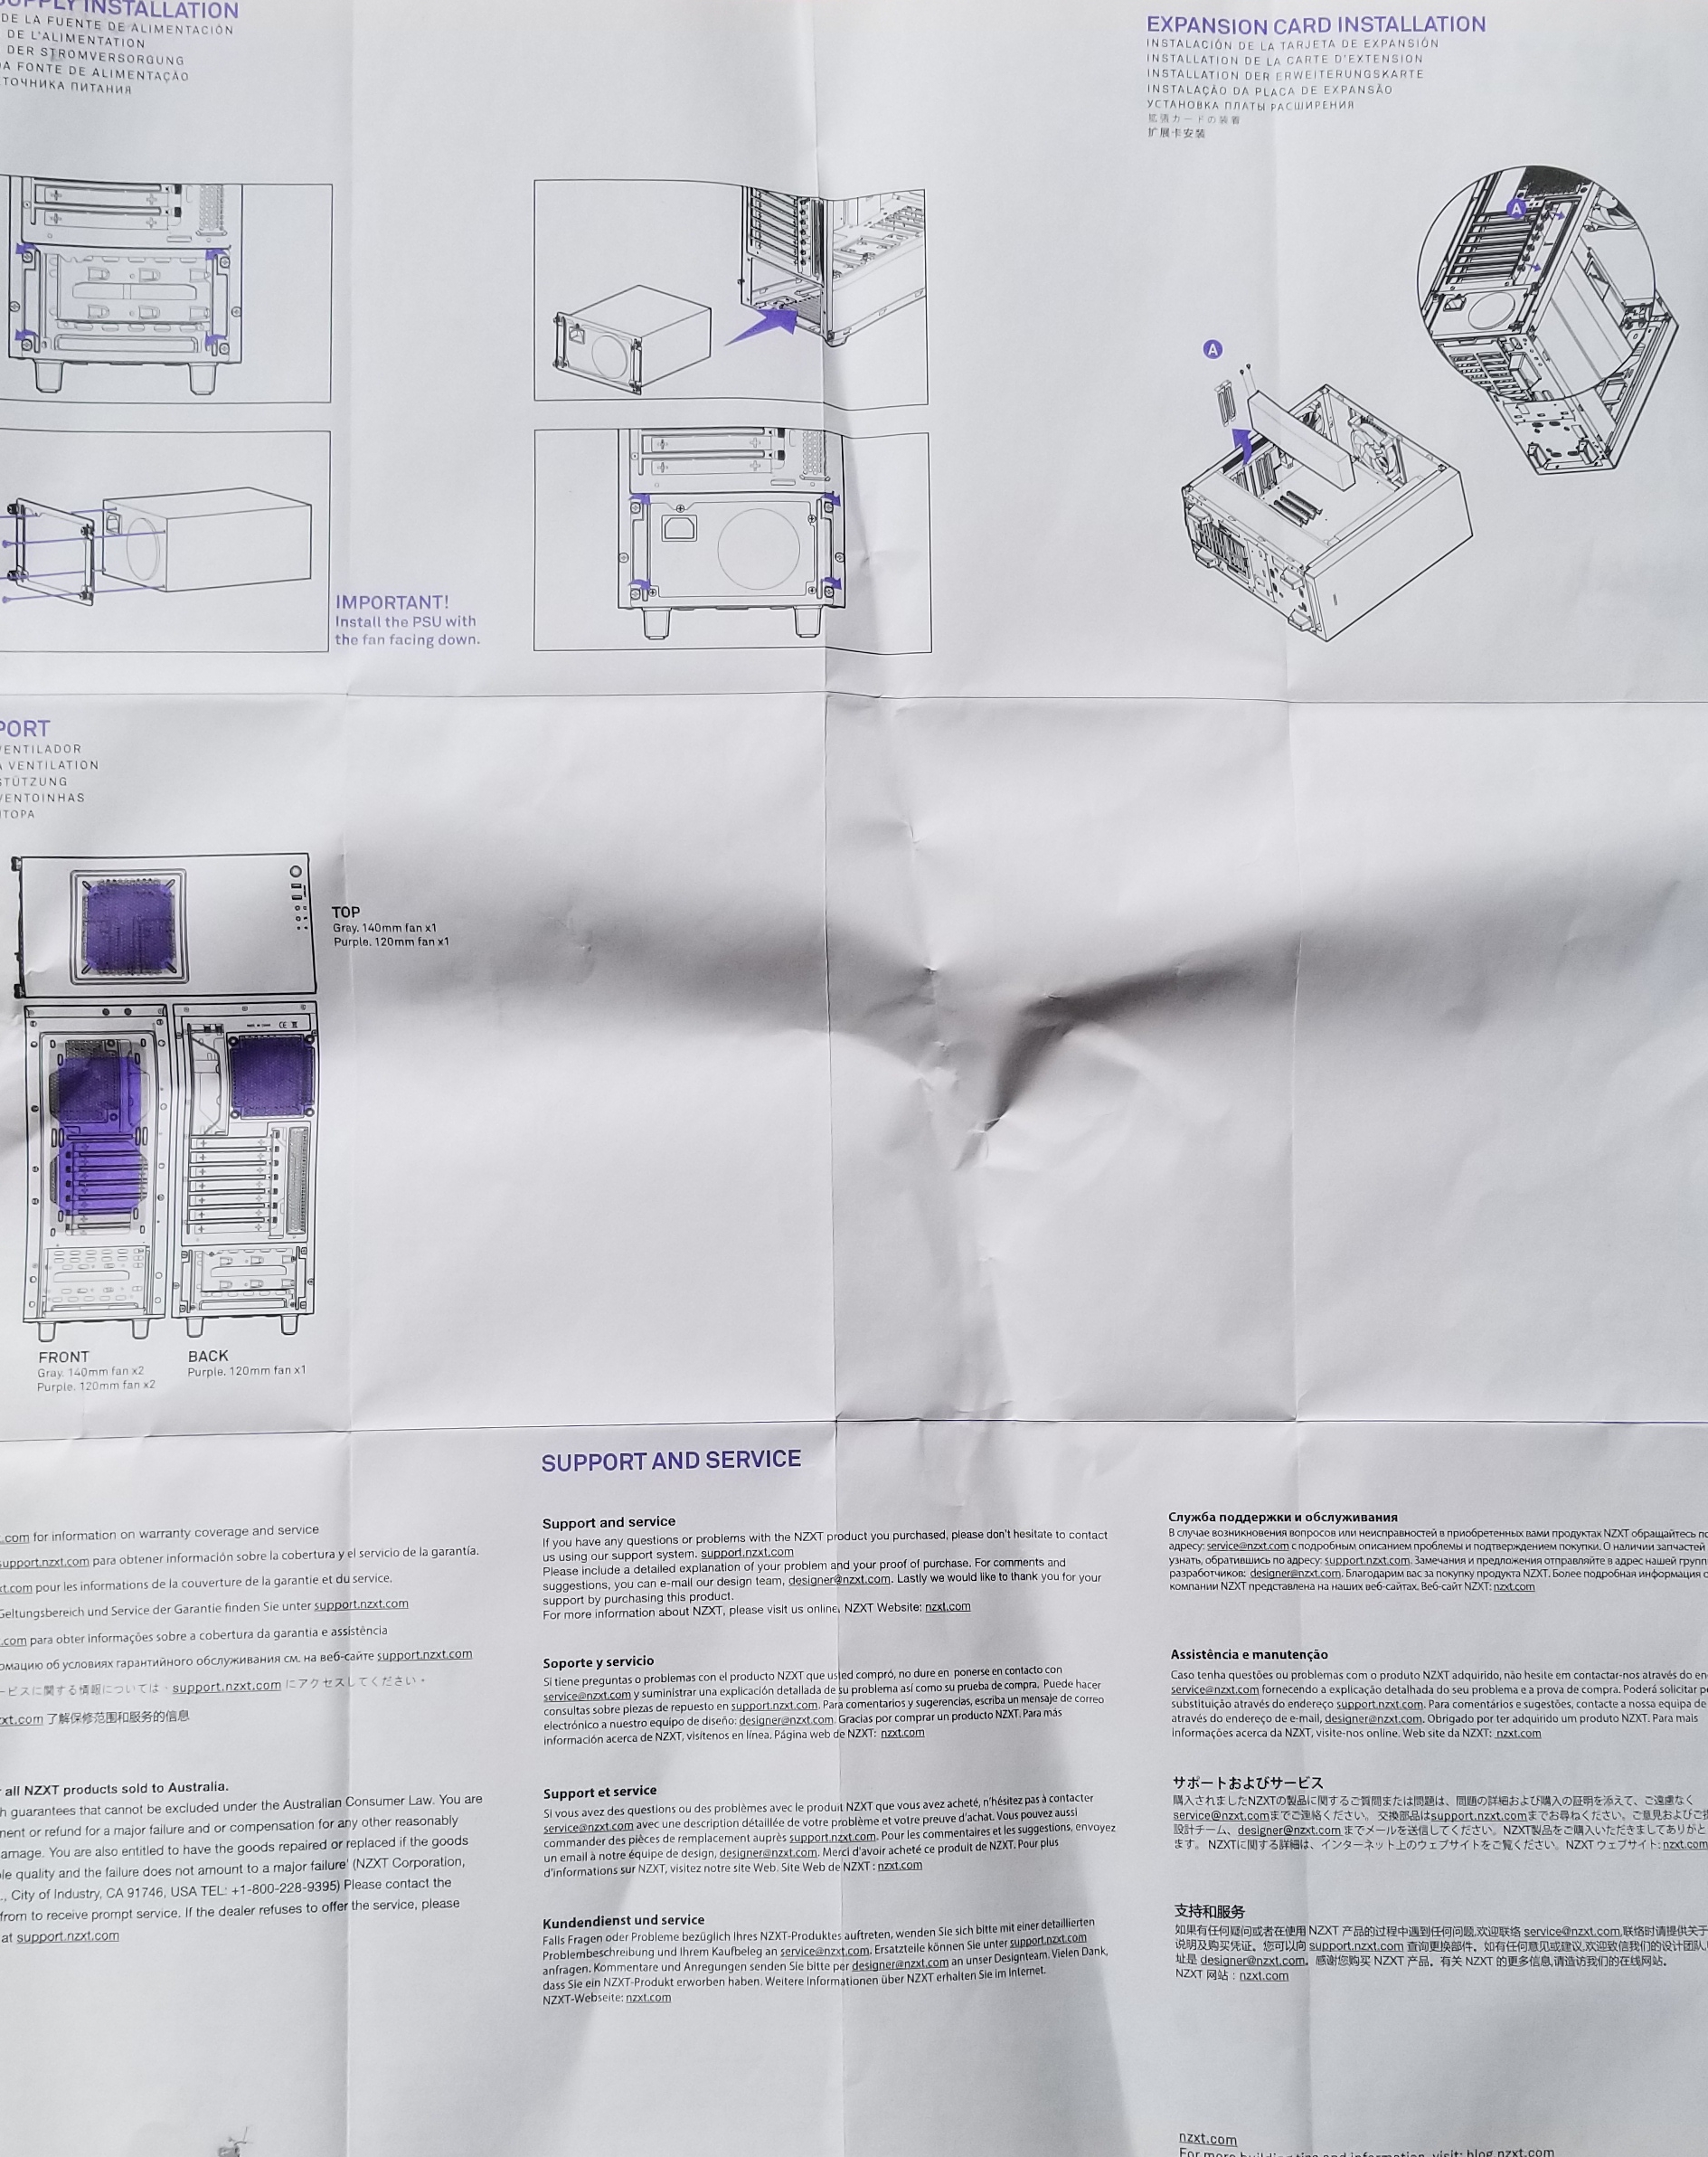 SUPPLY INSTALLATION
DE LA FUENTE DE ALIMENTACIÓN
DE L'ALIMENTATION
DER STROMVERSORGUNG
DA FONTE DE ALIMENTAÇÃO
ТОЧНИКА ПИТАНИЯ
IMPORTANT!
Install the PSU with
the fan facing down.
EXPANSION CARD INSTALLATION
INSTALACIÓN DE LA TARJETA DE EXPANSIÓN
INSTALLATION DE LA CARTE D'EXTENSION
INSTALLATION DER ERWEITERUNGSKARTE
INSTALAÇÃO DA PLACA DE EXPANSÃO
УСТАНОВКА ПЛАТЫ РАСШИРЕНИЯ
拡張カードの装着
扩展卡安装
A
A
PORT
VENTILADOR
A VENTILATION
STÜTZUNG
VENTOINHAS
ТОРА
TOP
Gray. 140mm fan x1
Purple. 120mm fan x1
CE
FRONT
Gray. 140mm fan x2
Purple. 120mm fan x2
BACK
Purple. 120mm fan x1
.com for information on warranty coverage and service
support.nzxt.com para obtener información sobre la cobertura y el servicio de la garantía.
xt.com pour les informations de la couverture de la garantie et du service.
Geltungsbereich und Service der Garantie finden Sie unter support.nzxt.com
.com para obter informações sobre a cobertura da garantia e assistência
омацию об условиях гарантийного обслуживания см. на веб-сайте support.nzxt.com
ービスに関する情報については、support.nzxt.com にアクセスしてください。
xt.com 了解保修范围和服务的信息
all NZXT products sold to Australia.
h guarantees that cannot be excluded under the Australian Consumer Law. You are
ment or refund for a major failure and or compensation for any other reasonably
amage. You are also entitled to have the goods repaired or replaced if the goods
le quality and the failure does not amount to a major failure' (NZXT Corporation,
., City of Industry, CA 91746, USA TEL: +1-800-228-9395) Please contact the
from to receive prompt service. If the dealer refuses to offer the service, please
at support.nzxt.com
SUPPORT AND SERVICE
Support and service
If you have any questions or problems with the NZXT product you purchased, please don't hesitate to contact
us using our support system. support.nzxt.com
Please include a detailed explanation of your problem and your proof of purchase. For comments and
suggestions, you can e-mail our design team, designer@nzxt.com. Lastly we would like to thank you for your
support by purchasing this product.
For more information about NZXT, please visit us online, NZXT Website: nzxt.com
Soporte y servicio
Si tiene preguntas o problemas con el producto NZXT que usted compró, no dure en ponerse en contacto con
service@nzxt.com y suministrar una explicación detallada de su problema así como su prueba de compra. Puede hacer
consultas sobre piezas de repuesto en support.nzxt.com. Para comentarios y sugerencias, escriba un mensaje de correo
electrónico a nuestro equipo de diseño: designer@nzxt.com. Gracias por comprar un producto NZXT. Para más
información acerca de NZXT, visítenos en línea. Página web de NZXT: nzxt.com
Support et service
Si vous avez des questions ou des problèmes avec le produit NZXT que vous avez acheté, n'hésitez pas à contacter
service@nzxt.com avec une description détaillée de votre problème et votre preuve d'achat. Vous pouvez aussi
commander des pièces de remplacement auprès support.nzxt.com. Pour les commentaires et les suggestions, envoyez
un email à notre équipe de design, designer@nzxt.com. Merci d'avoir acheté ce produit de NZXT. Pour plus
d'informations sur NZXT, visitez notre site Web. Site Web de NZXT : nzxt.com
Kundendienst und service
Falls Fragen oder Probleme bezüglich Ihres NZXT-Produktes auftreten, wenden Sie sich bitte mit einer detaillierten
Problembeschreibung und Ihrem Kaufbeleg an service@nzxt.com. Ersatzteile können Sie unter support.nzxt.com
anfragen. Kommentare und Anregungen senden Sie bitte per designer@nzxt.com an unser Designteam. Vielen Dank,
dass Sie ein NZXT-Produkt erworben haben. Weitere Informationen über NZXT erhalten Sie im Internet.
NZXT-Webseite: nzxt.com
Служба поддержки и обслуживания
В случае возникновения вопросов или неисправностей в приобретенных вами продуктах NZXT обращайтесь по
адресу: service@nzxt.com с подробным описанием проблемы и подтверждением покупки. О наличии запчастей
узнать, обратившись по адресу: support.nzxt.com. Замечания и предложения отправляйте в адрес нашей групп
разработчиков: designer@nzxt.com. Благодарим вас за покупку продукта NZXT. Более подробная информация о
компании NZXT представлена на наших веб-сайтах. Веб-сайт NZXT: nzxt.com
Assistência e manutenção
Caso tenha questões ou problemas com o produto NZXT adquirido, não hesite em contactar-nos através do en
service@nzxt.com fornecendo a explicação detalhada do seu problema e a prova de compra. Poderá solicitar pe
substituição através do endereço support.nzxt.com. Para comentários e sugestões, contacte a nossa equipa de
através do endereço de e-mail, designer@nzxt.com. Obrigado por ter adquirido um produto NZXT. Para mais
informações acerca da NZXT, visite-nos online. Web site da NZXT: nzxt.com
サポートおよびサービス
購入されましたNZXTの製品に関するご質問または問題は、問題の詳細および購入の証明を添えて、ご遠慮なく
service@nzxt.comまでご連絡ください。 交換部品はsupport.nzxt.comまでお尋ねください。ご意見およびご提
設計チーム、designer@nzxt.com までメールを送信してください。NZXT製品をご購入いただきましてありがと
ます。 NZXTに関する詳細は、インターネット上のウェブサイトをご覧ください。NZXT ウェブサイト: nzxt.com
支持和服务
如果有任何疑问或者在使用 NZXT 产品的过程中遇到任何问题,欢迎联络 service@nzxt.com,联络时请提供关于
说明及购买凭证。您可以向 support.nzxt.com 查询更换部件。如有任何意见或建议,欢迎致信我们的设计团队,
址是 designer@nzxt.com。感谢您购买 NZXT 产品。有关 NZXT 的更多信息,请造访我们的在线网站。
NZXT 网站：nzxt.com
nzxt.com
For more building tips and information, visit: blog.nzxt.com